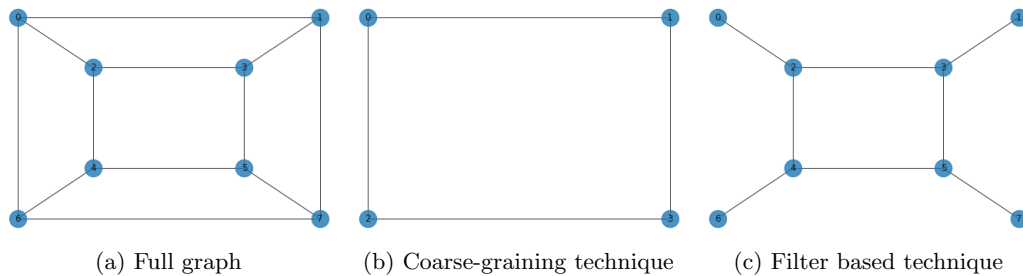 0 1 0 1 0 1
2 3 2 3
4 5 4 5
6 7 2 3 6 7
(a) Full graph (b) Coarse-graining technique (c) Filter based technique